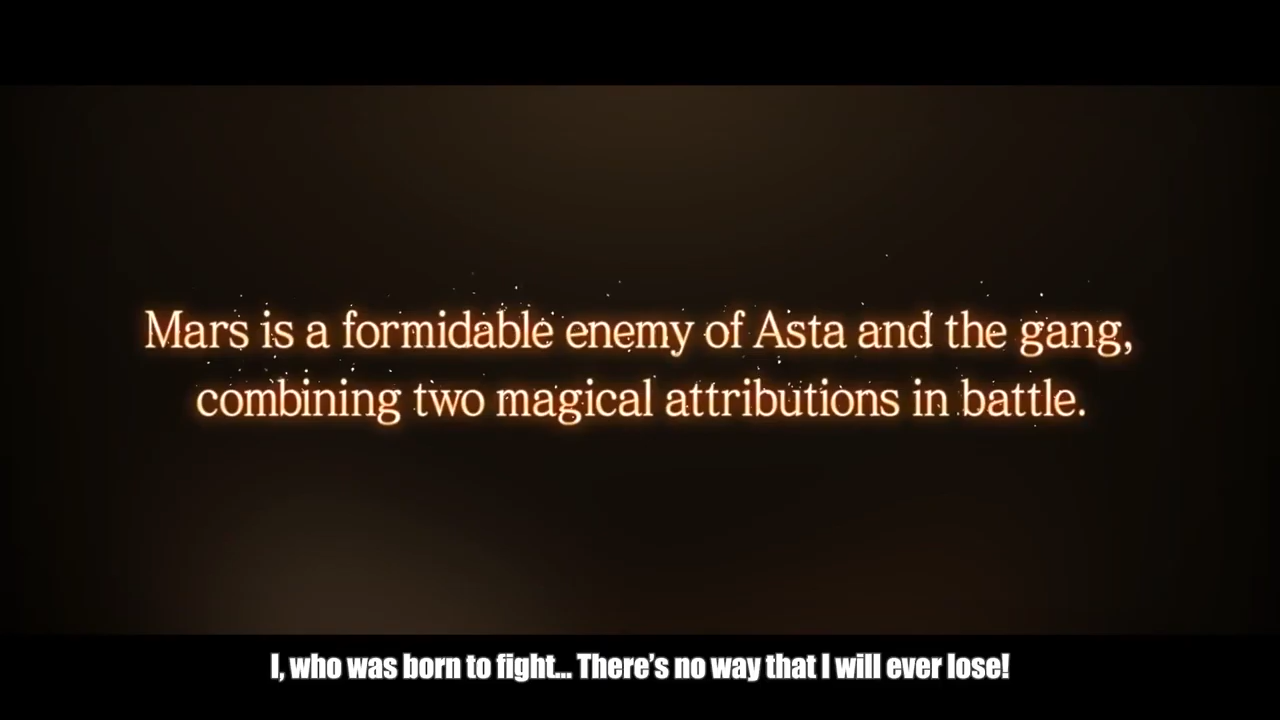 Mars is a formidable enemy of Asta and the gang,
combining two magical attributions in battle.
I, who was born to fight... There's no way that I will ever lose!